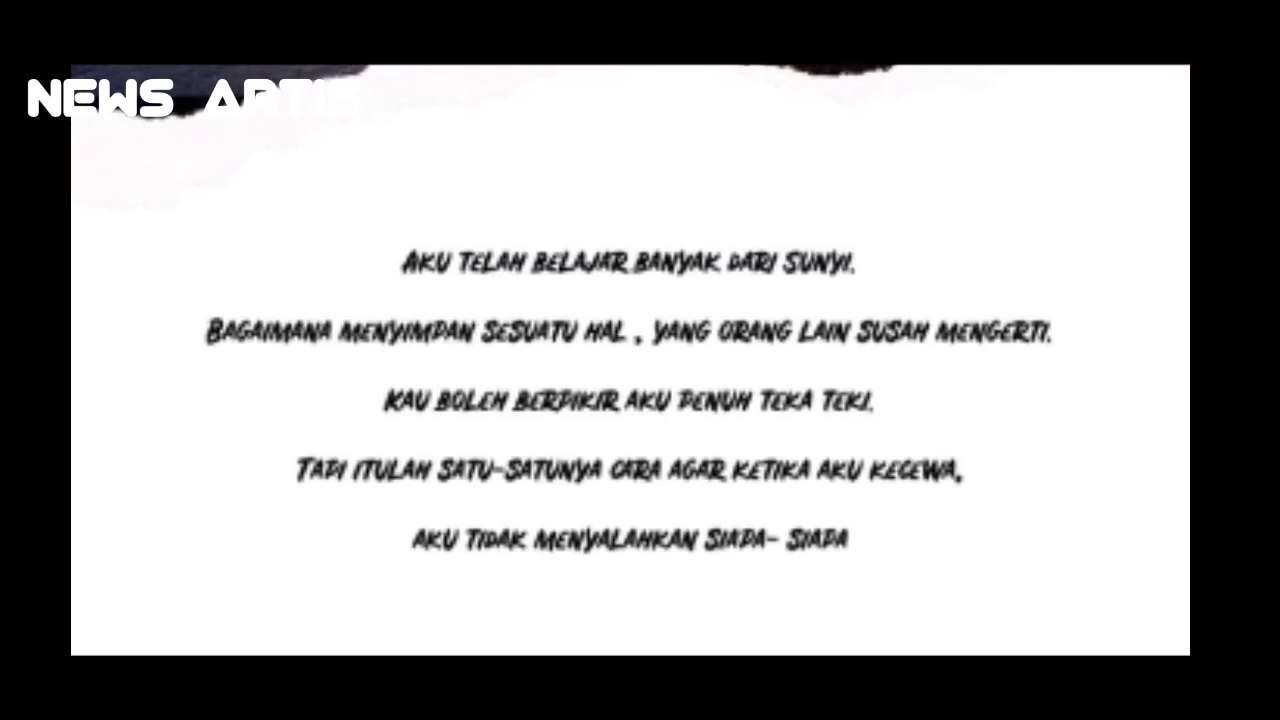 NEWS ARTIS
AKU TELAH BELAJAR BANYAK DARI SUNYI.
BAGAIMANA MENYIMPAN SESUATU HAL , YANG ORANG LAIN SUSAH MENGERTI.
KAU BOLEH BERPIKIR AKU PENUH TEKA TEKI.
TAPI ITULAH SATU-SATUNYA CARA AGAR KETIKA AKU KECEWA,
AKU TIDAK MENYALAHKAN SIAPA- SIAPA